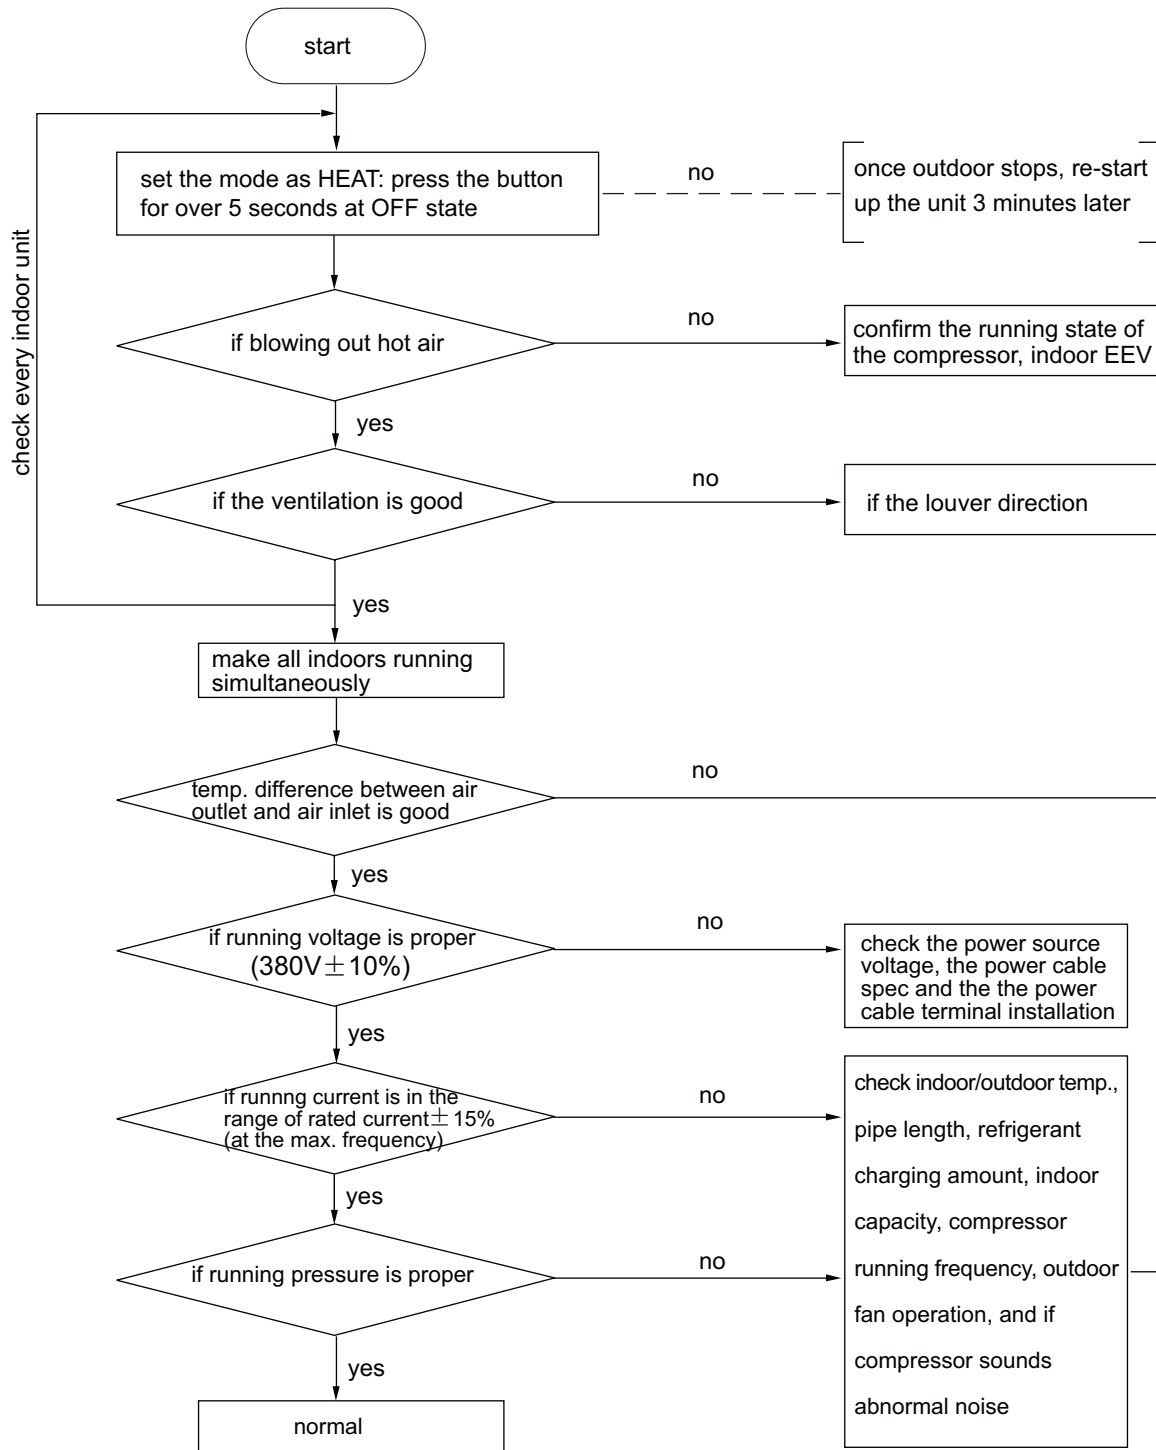 start
set the mode as HEAT: press the button
for over 5 seconds at OFF state
no
once outdoor stops, re-start
up the unit 3 minutes later
check every indoor unit
if blowing out hot air
no
confirm the running state of
the compressor, indoor EEV
yes
if the ventilation is good
no
if the louver direction
yes
make all indoors running
simultaneously
temp. difference between air
outlet and air inlet is good
no
yes
if running voltage is proper
(380V±10%)
no
check the power source
voltage, the power cable
spec and the the power
cable terminal installation
yes
if runnng current is in the
range of rated current±15%
(at the max. frequency)
no
check indoor/outdoor temp.,
pipe length, refrigerant
charging amount, indoor
capacity, compressor
running frequency, outdoor
fan operation, and if
compressor sounds
abnormal noise
yes
if running pressure is proper
no
yes
normal